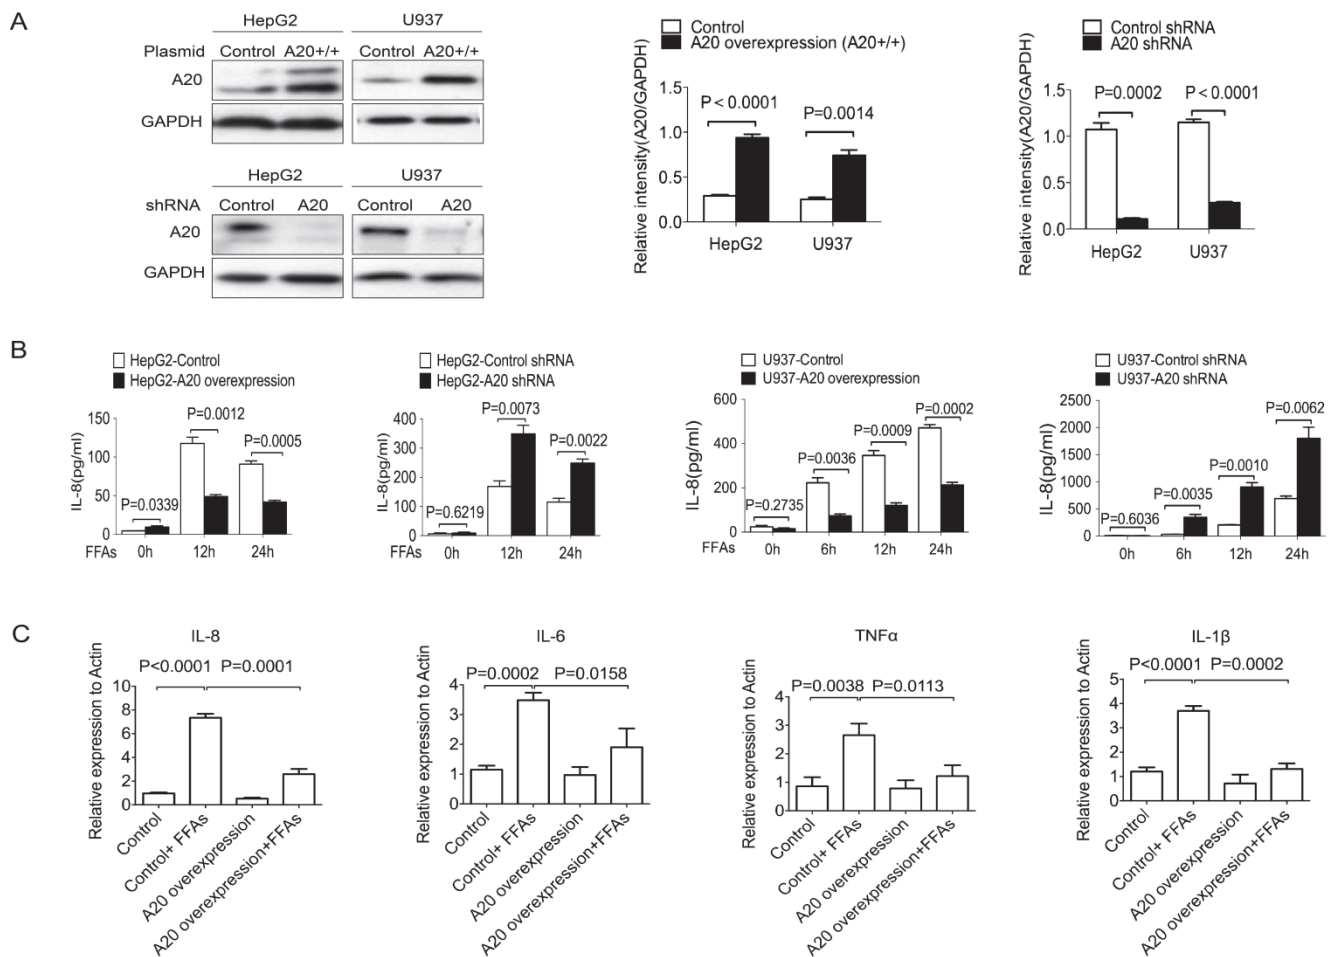 A
HepG2 U937
Plasmid Control A20+/+ Control A20+/+
A20
GAPDH
HepG2 U937
shRNA Control A20 Control A20
A20
GAPDH
Control
A20 overexpression (A20+/+)
Relative intensity(A20/GAPDH)
P<0.0001
P=0.0014
1.5
1.0
0.5
0.0
HepG2 U937
Control shRNA
A20 shRNA
Relative intensity(A20/GAPDH)
P=0.0002 P<0.0001
1.5
1.0
0.5
0.0
HepG2 U937
B
HepG2-Control
HepG2-A20 overexpression
IL-8(pg/ml)
150
100
50
0
P=0.0339
P=0.0012
P=0.0005
FFAs 0h 12h 24h
HepG2-Control shRNA
HepG2-A20 shRNA
IL-8(pg/ml)
400
300
200
100
0
P=0.6219
P=0.0073
P=0.0022
FFAs 0h 12h 24h
U937-Control
U937-A20 overexpression
IL-8(pg/ml)
600
400
200
0
P=0.2735
P=0.0036
P=0.0009
P=0.0002
FFAs 0h 6h 12h 24h
U937-Control shRNA
U937-A20 shRNA
IL-8(pg/ml)
2500
2000
1500
1000
500
0
P=0.6036
P=0.0035
P=0.0010
P=0.0062
0h 6h 12h 24h
C
IL-8
Relative expression to Actin
P<0.0001 P=0.0001
10
8
6
4
2
0
Control
Control+ FFAs
A20 overexpression
A20 overexpression+FFAs
IL-6
Relative expression to Actin
P=0.0002 P=0.0158
4
3
2
1
0
Control
Control+ FFAs
A20 overexpression
A20 overexpression+FFAs
TNFα
Relative expression to Actin
P=0.0038 P=0.0113
4
3
2
1
0
Control
Control+ FFAs
A20 overexpression
A20 overexpression+FFAs
IL-1β
Relative expression to Actin
P<0.0001 P=0.0002
5
4
3
2
1
0
Control
Control+ FFAs
A20 overexpression
A20 overexpression+FFAs